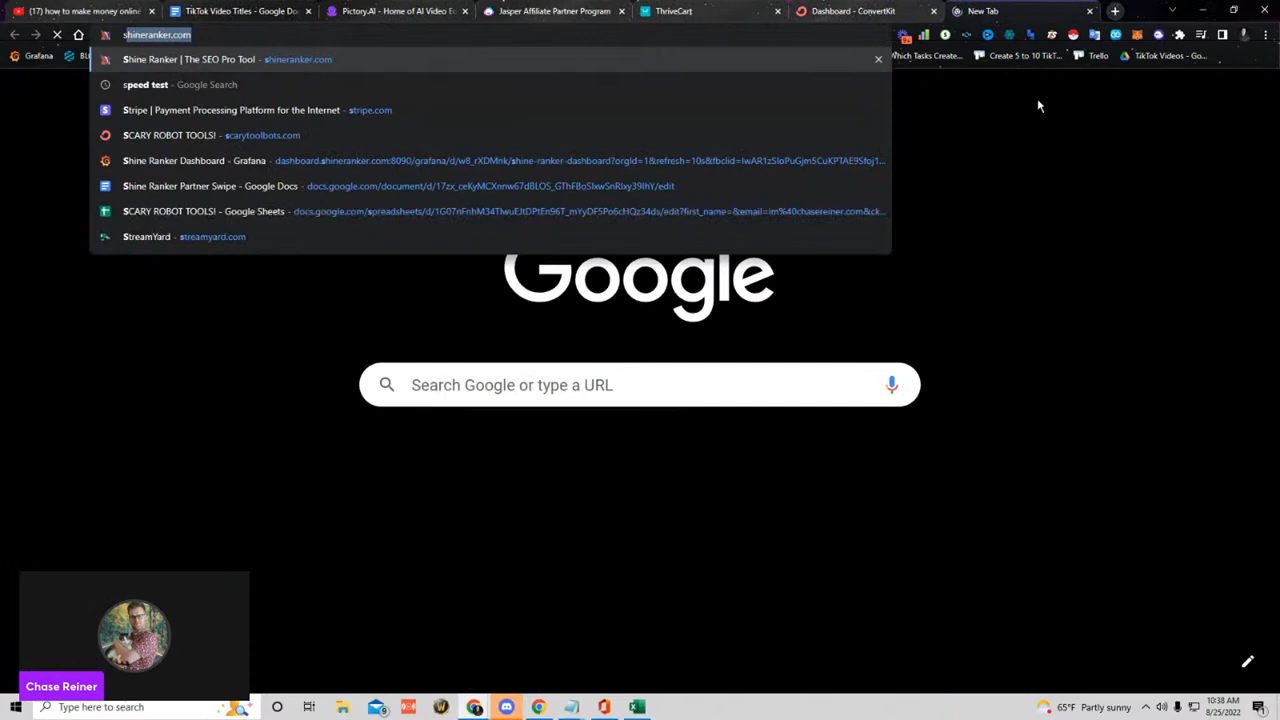 (17) how to make money online
TikTok Video Titles - Google Do
Pictory.AI - Home of AI Video E
Jasper Affiliate Partner Program
ThriveCart
Dashboard - ConvertKit
New Tab
shineranker.com
Grafana
Which Tasks Create...
Create 5 to 10 TikT...
Trello
TikTok Videos - Go...
Shine Ranker | The SEO Pro Tool - shineranker.com
speed test - Google Search
Stripe | Payment Processing Platform for the Internet - stripe.com
SCARY ROBOT TOOLS! - scarytoolbots.com
Shine Ranker Dashboard - Grafana -
Shine Ranker Partner Swipe - Google Docs -
SCARY ROBOT TOOLS! - Google Sheets -
StreamYard - streamyard.com
Google
Search Google or type a URL
Chase Reiner
Type here to search
65°F Partly sunny
10:38 AM
8/25/2022